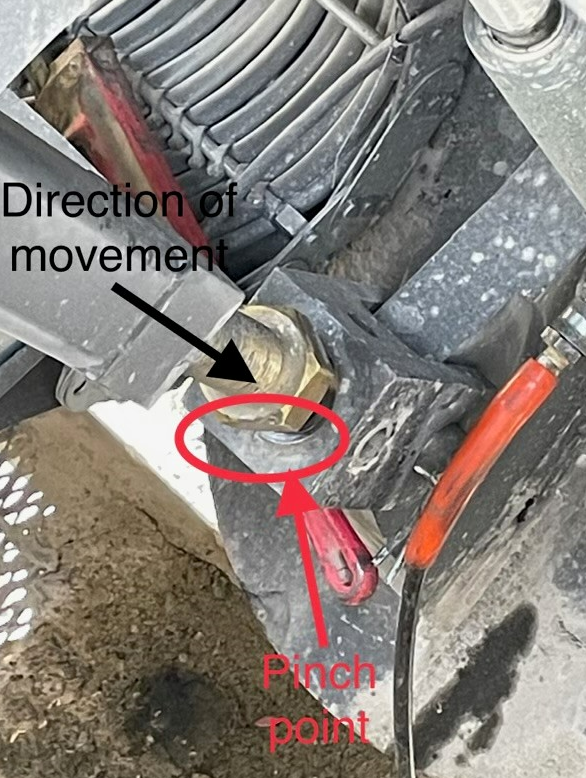 Direction of
movement
Pinch
point